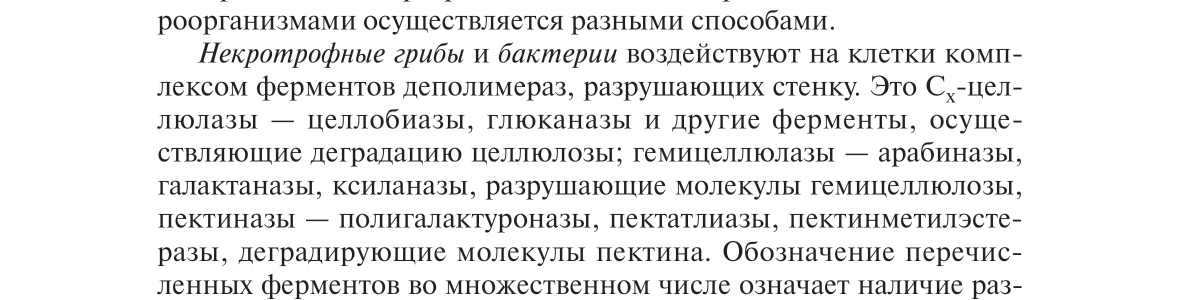 роорганизмами осуществляется разными способами.
Некротрофные грибы и бактерии воздействуют на клетки комп-
лексом ферментов деполимераз, разрушающих стенку. Это Cх-цел-
люлазы — целлобиазы, глюканазы и другие ферменты, осуще-
ствляющие деградацию целлюлозы; гемицеллюлазы — арабиназы,
галактаназы, ксиланазы, разрушающие молекулы гемицеллюлозы,
пектиназы — полигалактуроназы, пектатлиазы, пектинметилэсте-
разы, деградирующие молекулы пектина. Обозначение перечис-
ленных ферментов во множественном числе означает наличие раз-